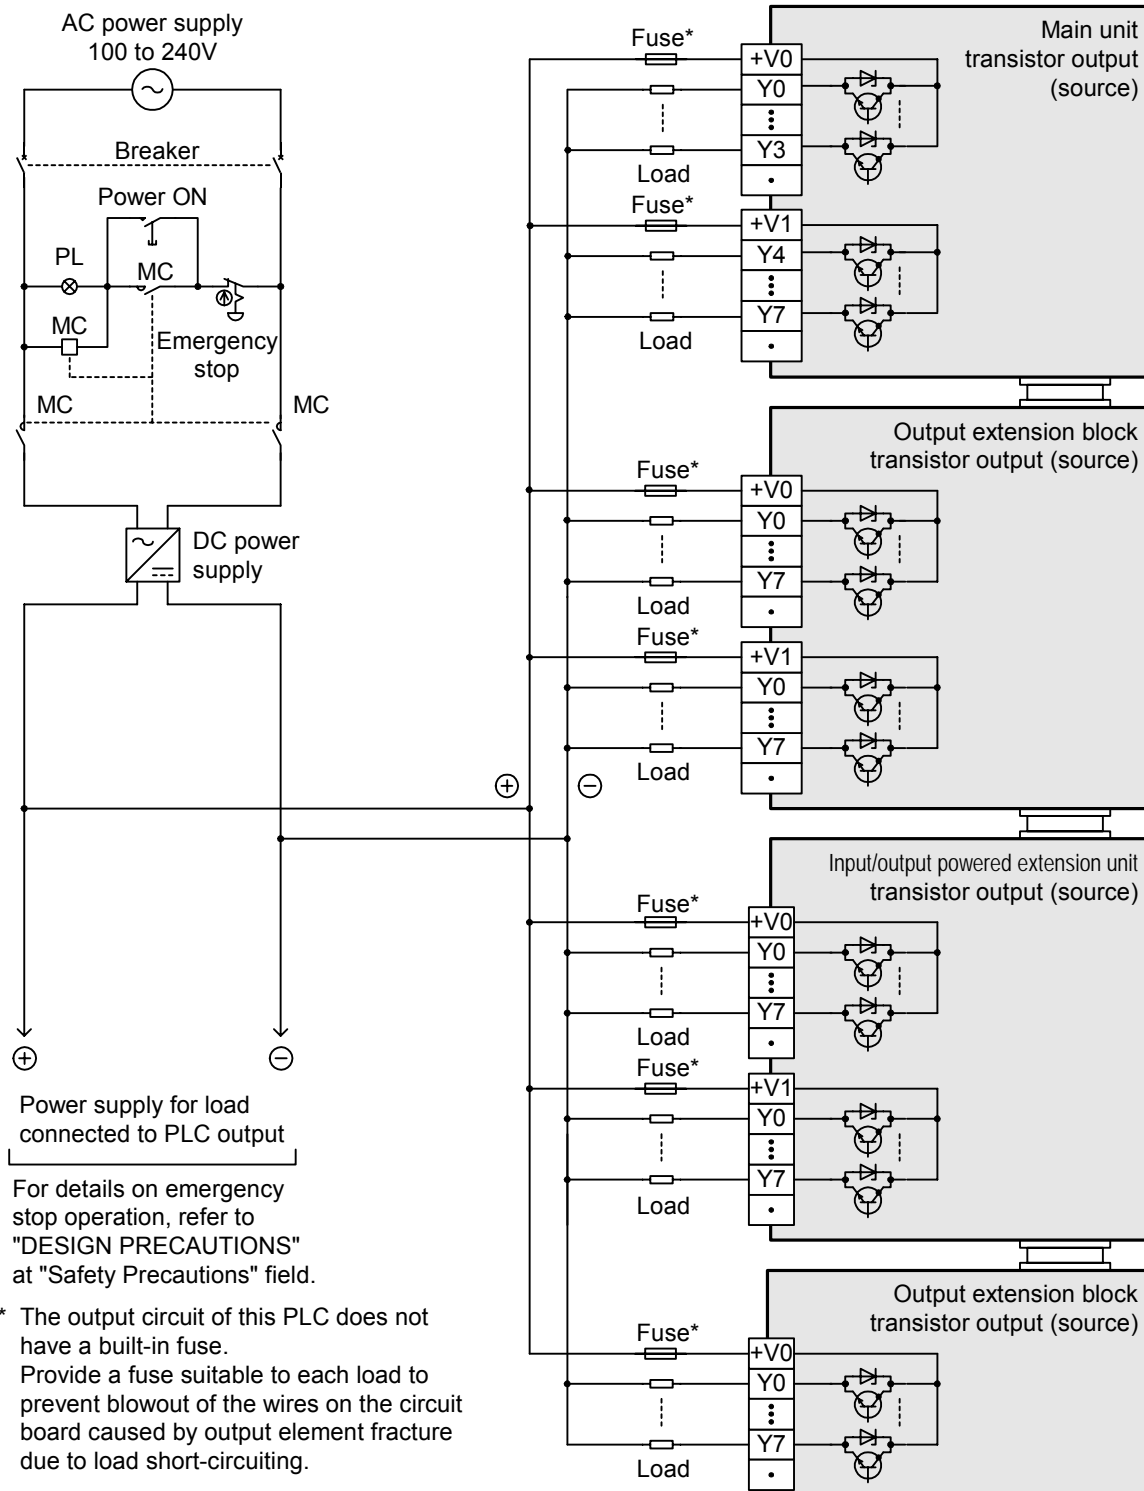 AC power supply
100 to 240V
Breaker
Power ON
PL
MC
MC
Emergency
stop
MC
MC
DC power
supply
⊕
⊖
Power supply for load
connected to PLC output
For details on emergency
stop operation, refer to
"DESIGN PRECAUTIONS"
at "Safety Precautions" field.
* The output circuit of this PLC does not
have a built-in fuse.
Provide a fuse suitable to each load to
prevent blowout of the wires on the circuit
board caused by output element fracture
due to load short-circuiting.
⊕
⊖
Main unit
transistor output
(source)
Fuse*
+V0
Y0
Y3
Load
Fuse*
+V1
Y4
Y7
Load
Output extension block
transistor output (source)
Fuse*
+V0
Y0
Y7
Load
Fuse*
+V1
Y0
Y7
Load
Input/output powered extension unit
transistor output (source)
Fuse*
+V0
Y0
Y7
Load
Fuse*
+V1
Y0
Y7
Load
Output extension block
transistor output (source)
Fuse*
+V0
Y0
Y7
Load